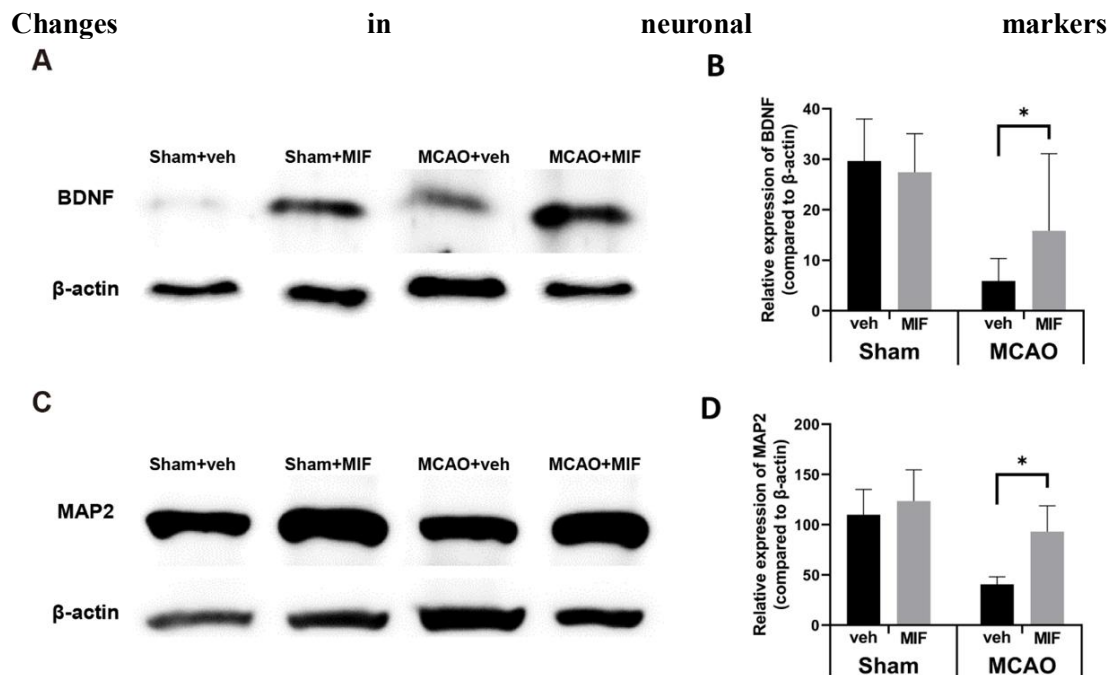 Changes in neuronal markers
A
Sham+veh Sham+MIF MCAO+veh MCAO+MIF
BDNF
β-actin
B
Relative expression of BDNF
(compared to β-actin)
40
30
20
10
0
*
veh MIF veh MIF
Sham MCAO
C
Sham+veh Sham+MIF MCAO+veh MCAO+MIF
MAP2
β-actin
D
Relative expression of MAP2
(compared to β-actin)
200
150
100
50
0
*
veh MIF veh MIF
Sham MCAO